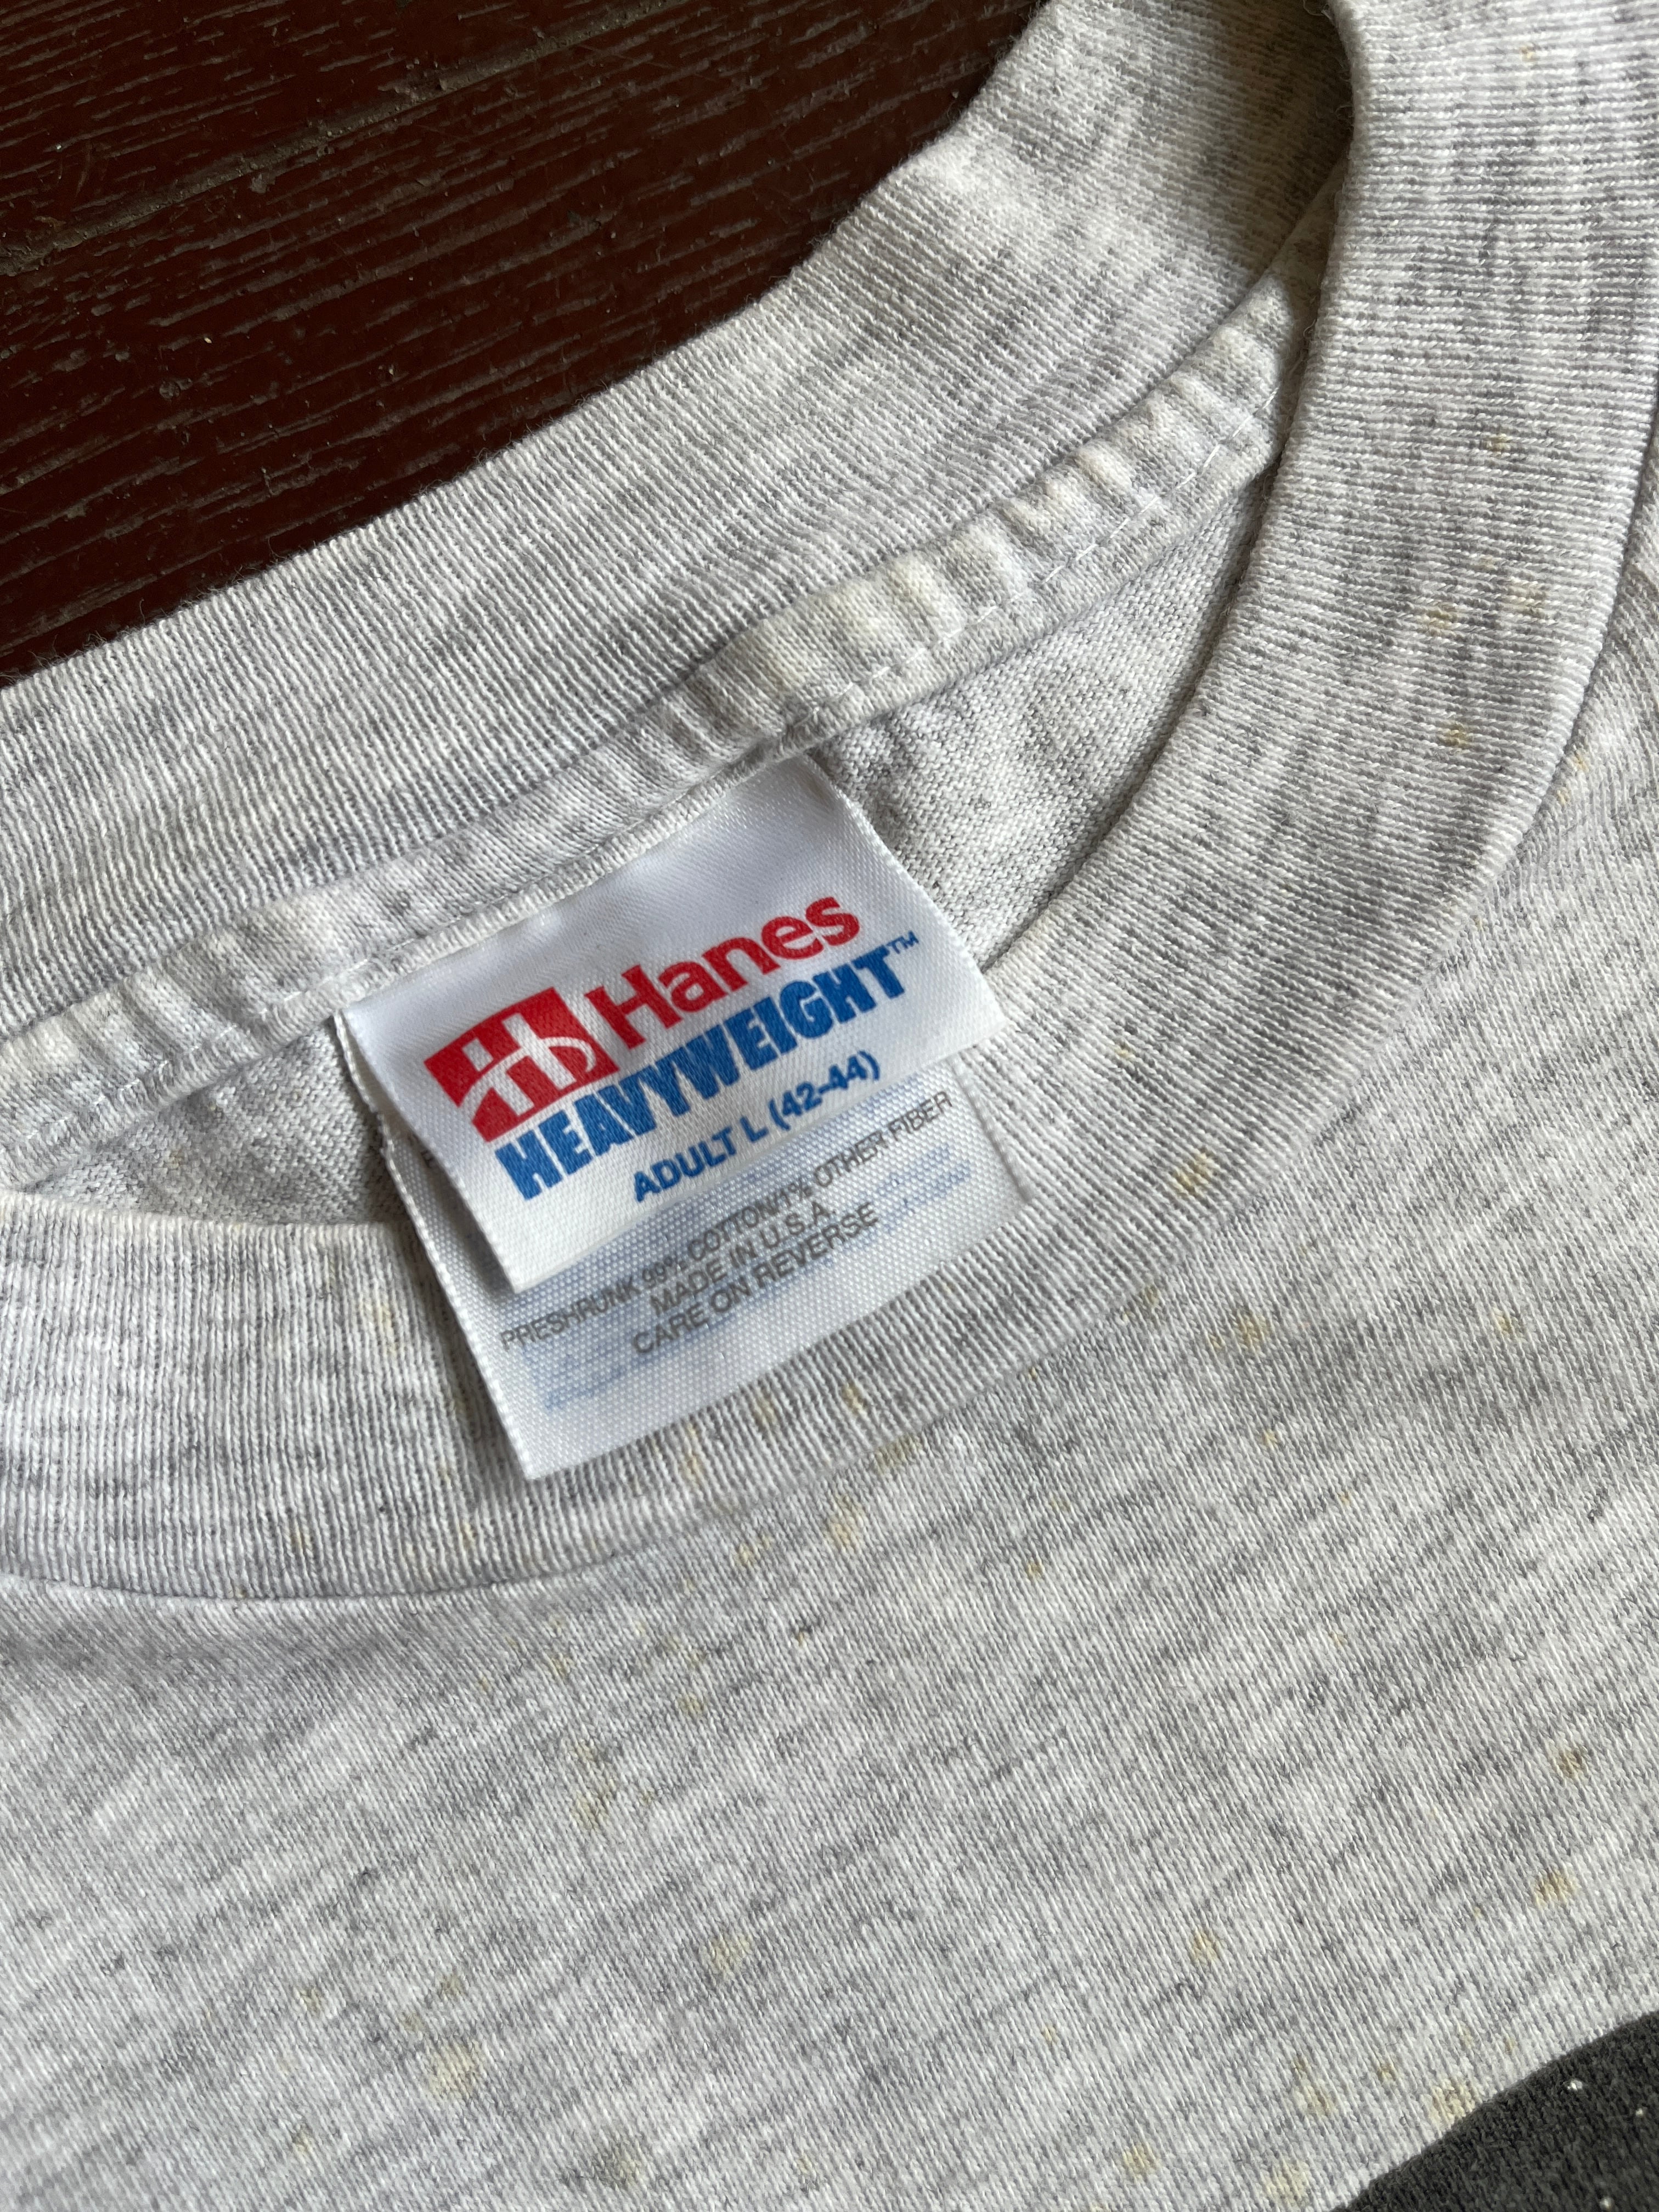 Hanes
HEAVYWEIGHT™
ADULT L (42-44)
PRESHRUNK 99% COTTON/1% OTHER FIBER
MADE IN U.S.A.
CARE ON REVERSE